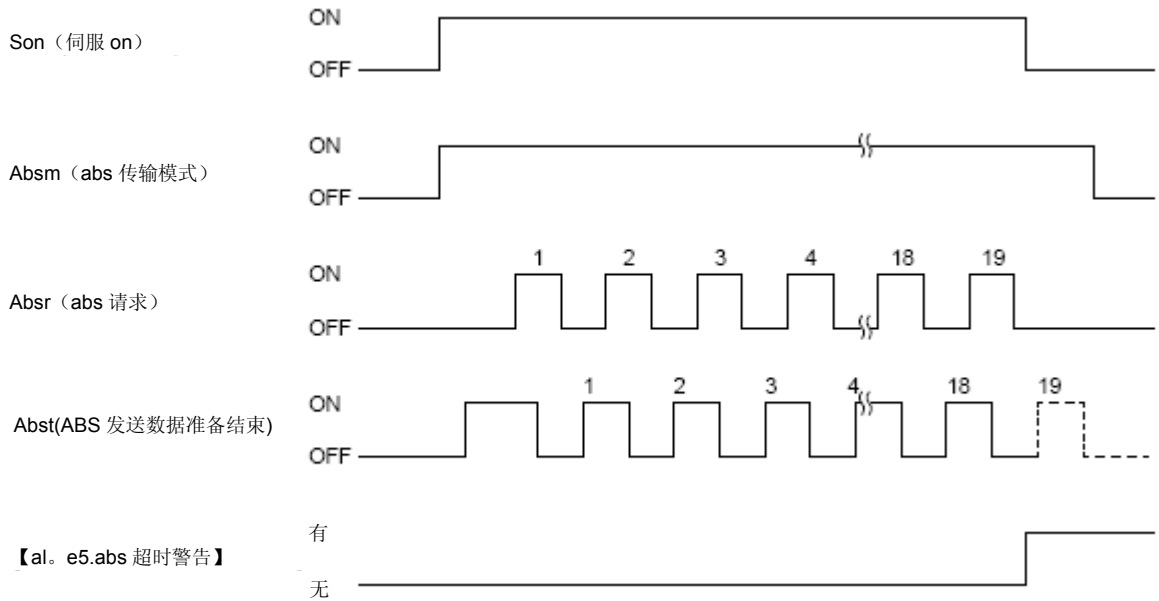 ON
Son（伺服 on）
OFF
ON
Absm（abs 传输模式）
OFF
1 2 3 4 18 19
ON
Absr（abs 请求）
OFF
1 2 3 4 18 19
ON
Abst(ABS 发送数据准备结束)
OFF
有
【al。e5.abs 超时警告】
无